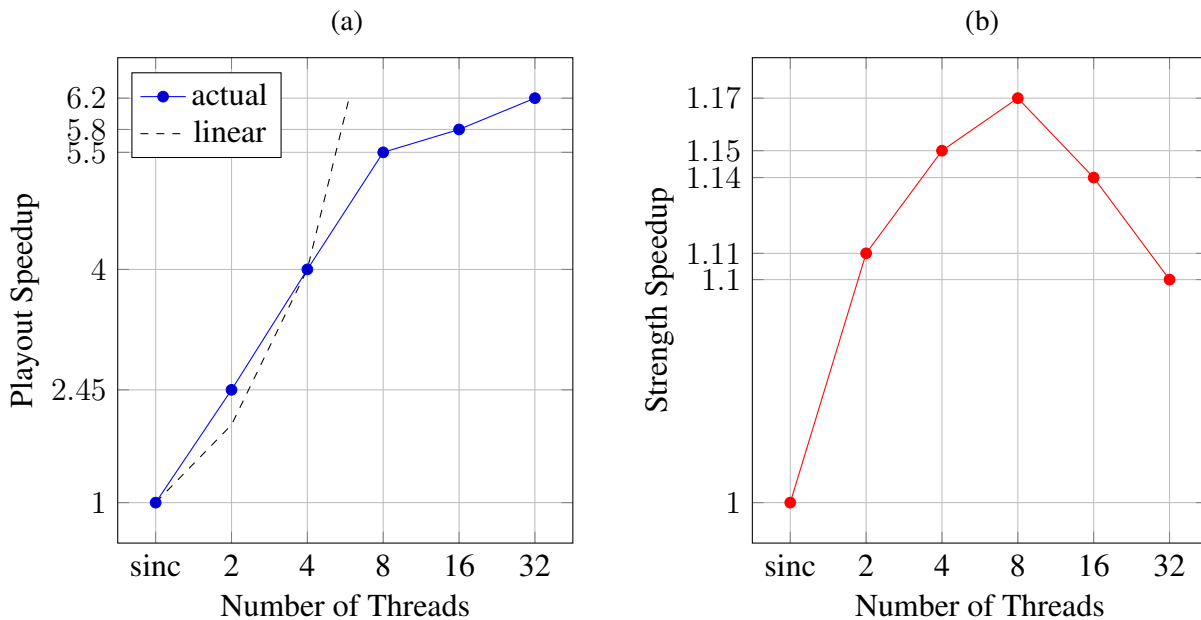 (a)
actual
linear
6.2
5.8
5.5
4
2.45
1
Playout Speedup
sinc 2 4 8 16 32
Number of Threads
(b)
1.17
1.15
1.14
1.11
1.1
1
Strength Speedup
sinc 2 4 8 16 32
Number of Threads